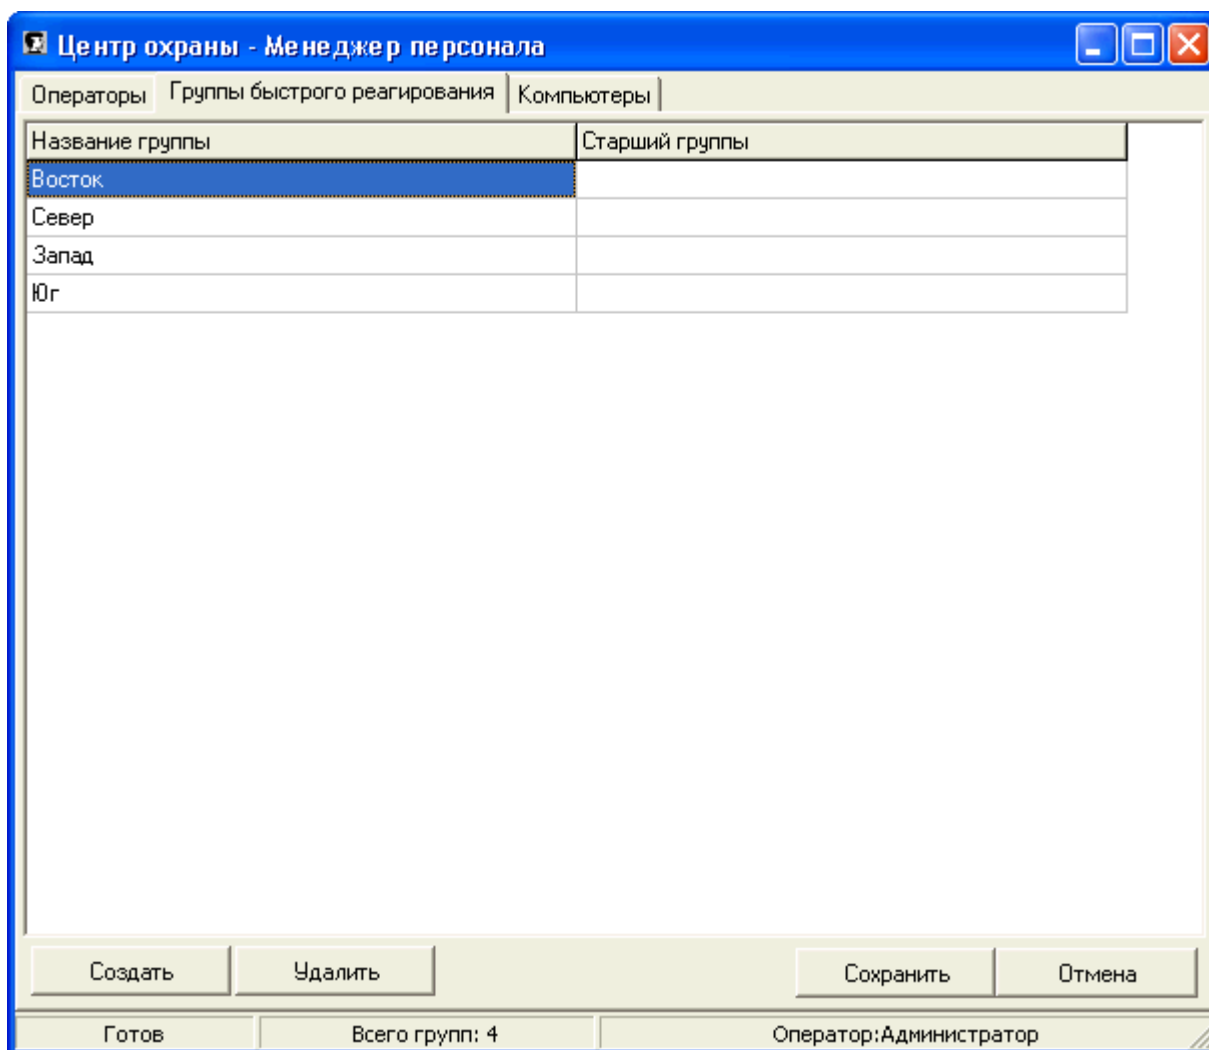 Центр охраны - Менеджер персонала
Операторы Группы быстрого реагирования Компьютеры
Название группы Старший группы
Восток
Север
Запад
Юг
Создать Удалить Сохранить Отмена
Готов Всего групп: 4 Оператор:Администратор